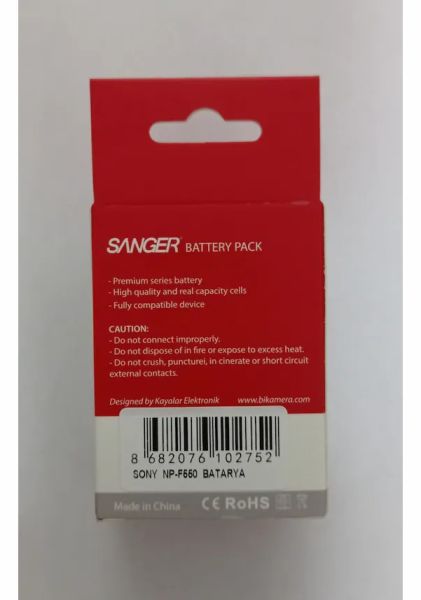 SANGER BATTERY PACK
- Premium series battery
- High quality and real capacity cells
- Fully compatible device
CAUTION:
- Do not connect improperly.
- Do not dispose of in fire or expose to excess heat.
- Do not crush, puncturei, in cinerate or short circuit
external contacts.
Designed by Kayalar Elektronik www.bikamera.com
8 682076 102752
SONY NP-F550 BATARYA
Made in China CE RoHS